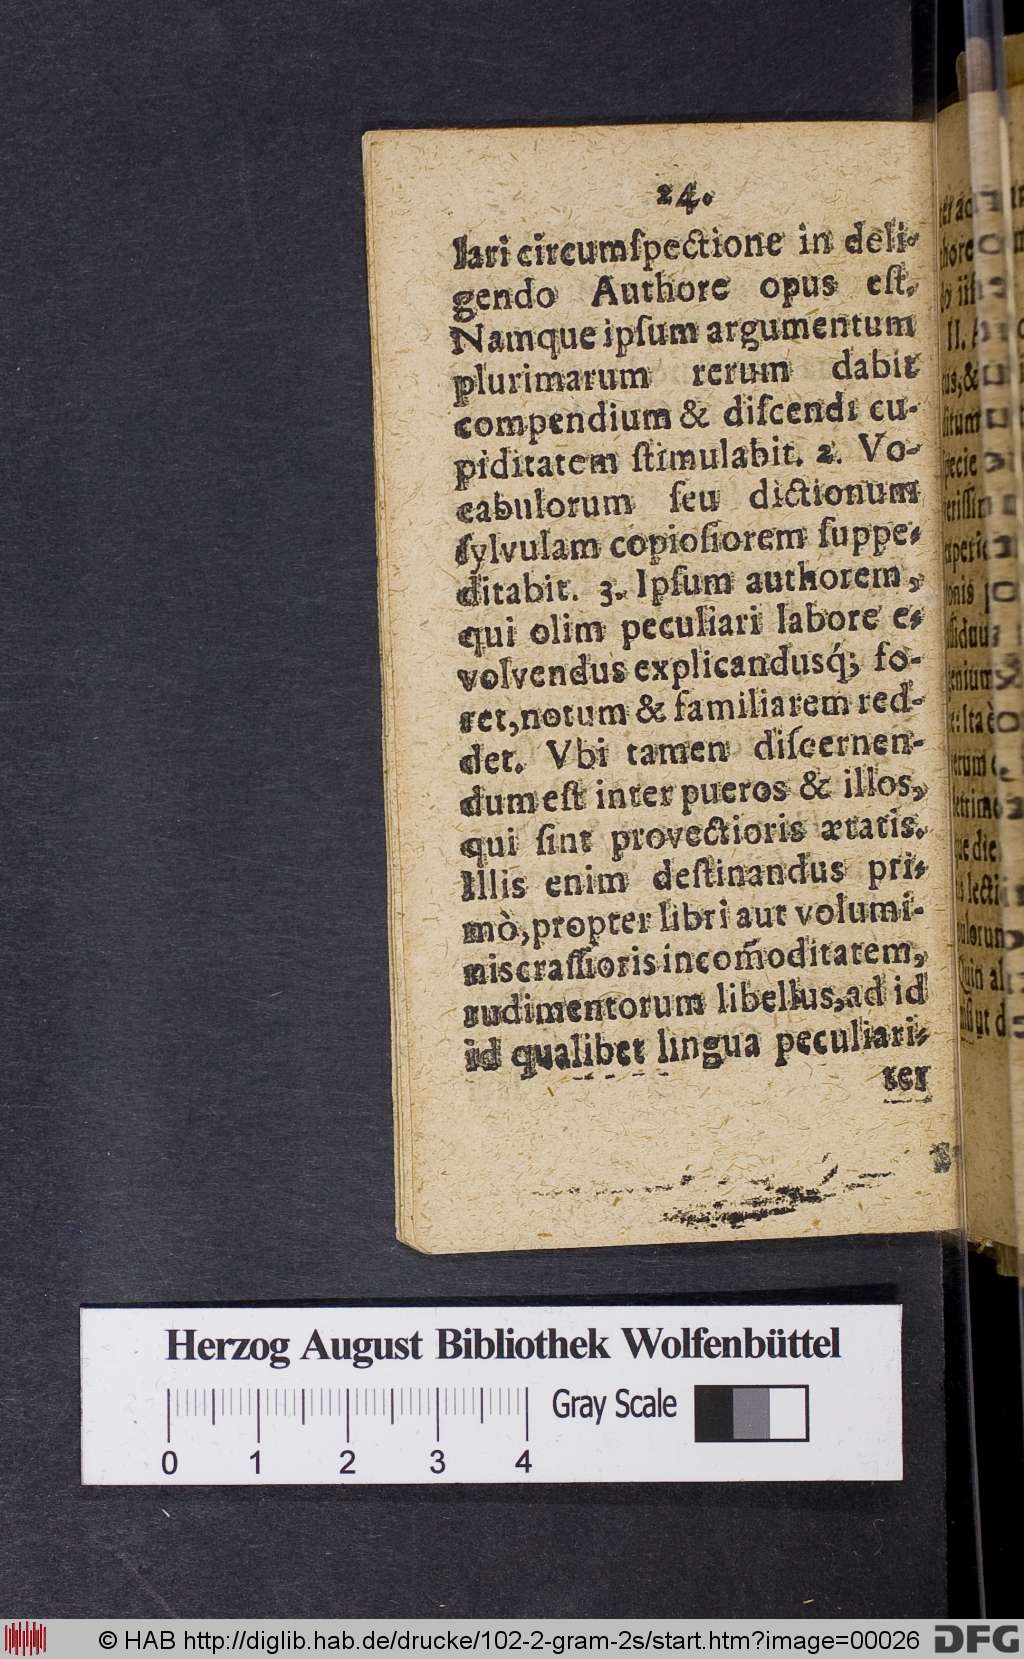 24.
lari circumſpectione in deli-
gendo Authore opus eſt.
Namque ipſum argumentum
plurimarum rerum dabit
compendium & diſcendi cu-
piditatem ſtimulabit. 2. Vo-
cabulorum ſeu dictionum
ſylvulam copioſiorem ſuppe-
ditabit. 3. Ipſum authorem,
qui olim peculiari labore e-
volvendus explicandusq́; fo-
ret, notum & familiarem red-
det. Vbi tamen diſcernen-
dum eſt inter pueros & illos,
qui ſint provectioris ætatis.
Illis enim deſtinandus pri-
mò, propter libri aut volumi-
nis craſſioris incom̃oditatem,
rudimentorum libellus, ad id
id qualibet lingua peculiari-
ter
Herzog August Bibliothek Wolfenbüttel
0 1 2 3 4 Gray Scale
© HAB http://diglib.hab.de/drucke/102-2-gram-2s/start.htm?image=00026 DFG